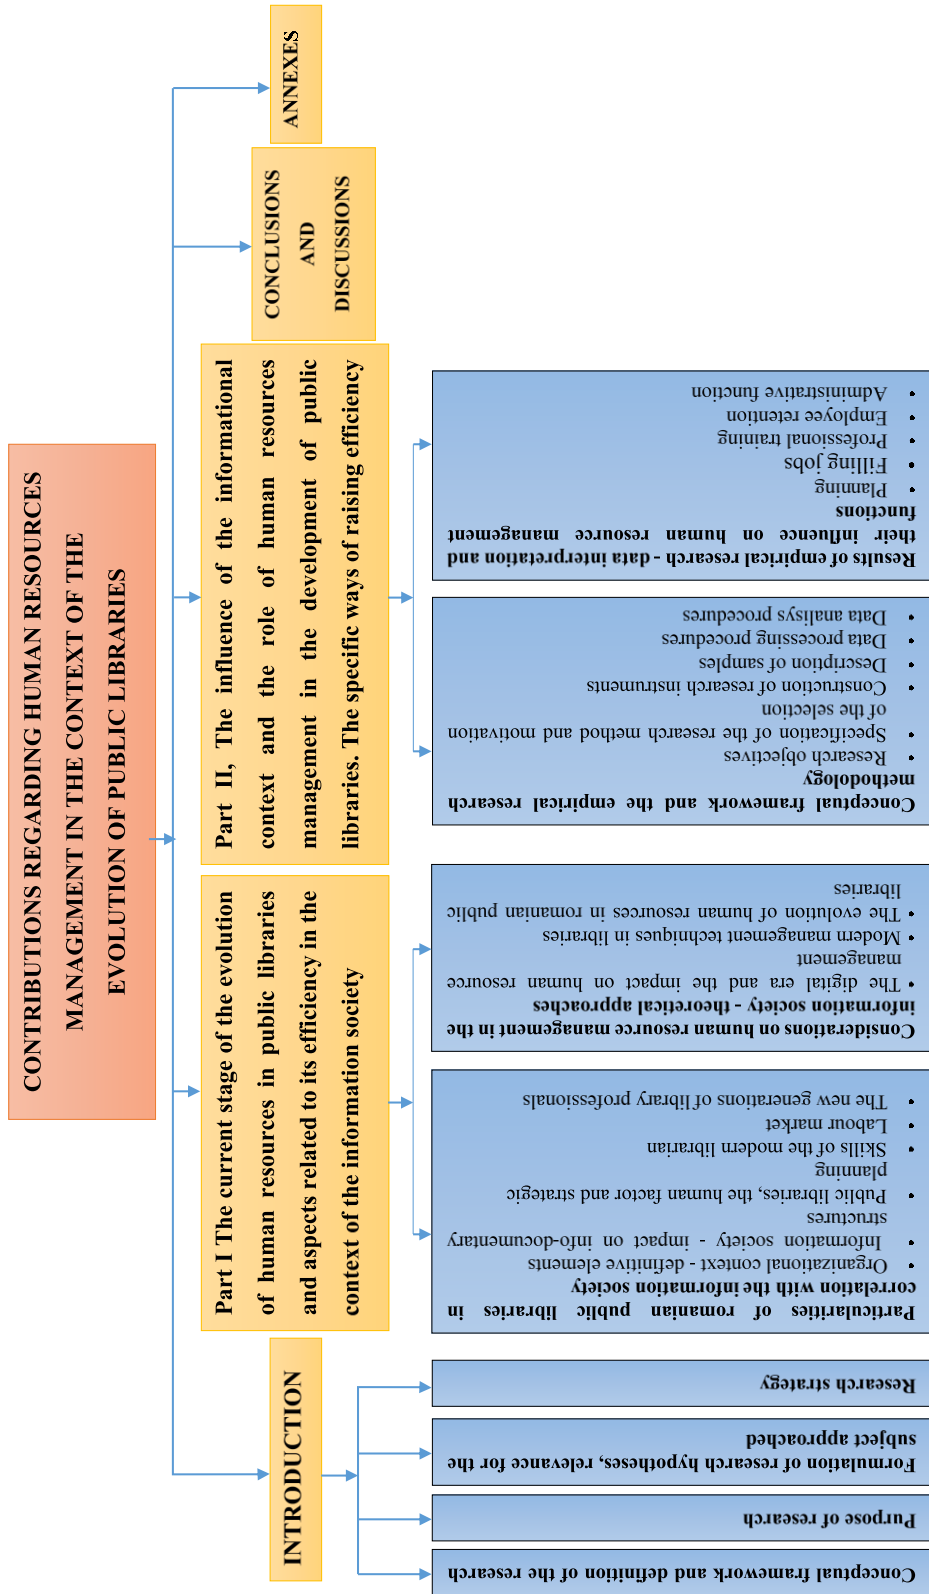 CONTRIBUTIONS REGARDING HUMAN RESOURCES
MANAGEMENT IN THE CONTEXT OF THE
EVOLUTION OF PUBLIC LIBRARIES
INTRODUCTION
Part I The current stage of the evolution
of human resources in public libraries
and aspects related to its efficiency in the
context of the information society
Part II, The influence of the informational
context and the role of human resources
management in the development of public
libraries. The specific ways of raising efficiency
CONCLUSIONS
AND
DISCUSSIONS
ANNEXES
Conceptual framework and definition of the research
Purpose of research
Formulation of research hypotheses, relevance for the
subject approached
Research strategy
Particularities of romanian public libraries in
correlation with the information society
• Organizational context - definitive elements
• Information society - impact on info-documentary
structures
• Public libraries, the human factor and strategic
planning
• Skills of the modern librarian
• Labour market
• The new generations of library professionals
Considerations on human resource management in the
information society - theoretical approaches
• The digital era and the impact on human resource
management
• Modern management techniques in libraries
• The evolution of human resources in romanian public
libraries
Conceptual framework and the empirical research
methodology
• Research objectives
• Specification of the research method and motivation
of the selection
• Construction of research instruments
• Description of samples
• Data processing procedures
• Data analisys procedures
Results of empirical research - data interpretation and
their influence on human resource management
functions
• Planning
• Filling jobs
• Professional training
• Employee retention
• Administrative function